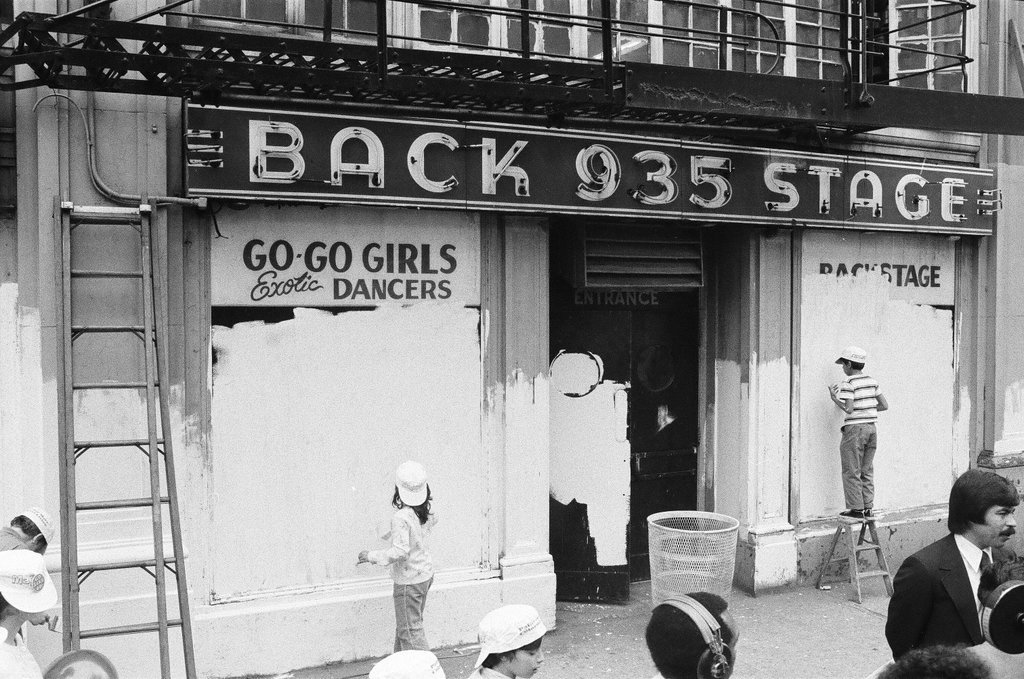 BACK 935 STAGE
GO-GO GIRLS
Exotic DANCERS
BACKSTAGE
ENTRANCE